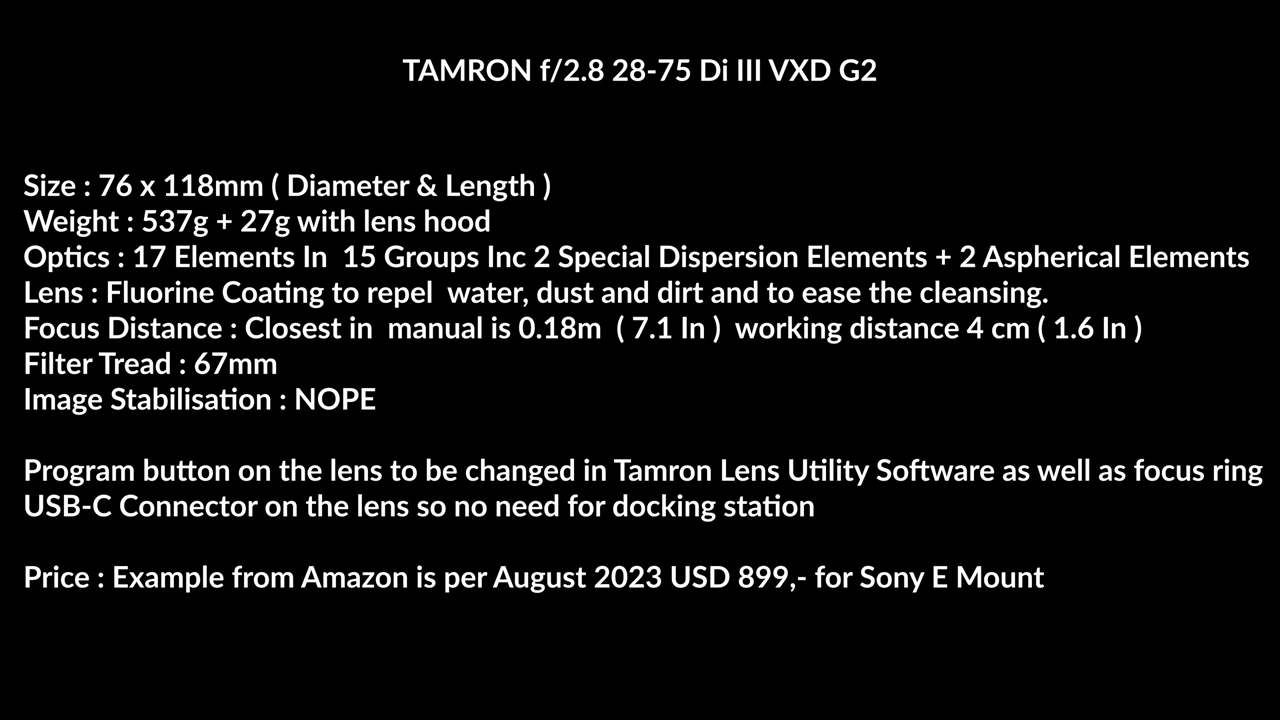 TAMRON f/2.8 28-75 Di III VXD G2
Size : 76 x 118mm ( Diameter & Length )
Weight : 537g + 27g with lens hood
Optics : 17 Elements In  15 Groups Inc 2 Special Dispersion Elements + 2 Aspherical Elements
Lens : Fluorine Coating to repel  water, dust and dirt and to ease the cleansing.
Focus Distance : Closest in  manual is 0.18m  ( 7.1 In )  working distance 4 cm ( 1.6 In )
Filter Tread : 67mm
Image Stabilisation : NOPE
Program button on the lens to be changed in Tamron Lens Utility Software as well as focus ring
USB-C Connector on the lens so no need for docking station
Price : Example from Amazon is per August 2023 USD 899,- for Sony E Mount